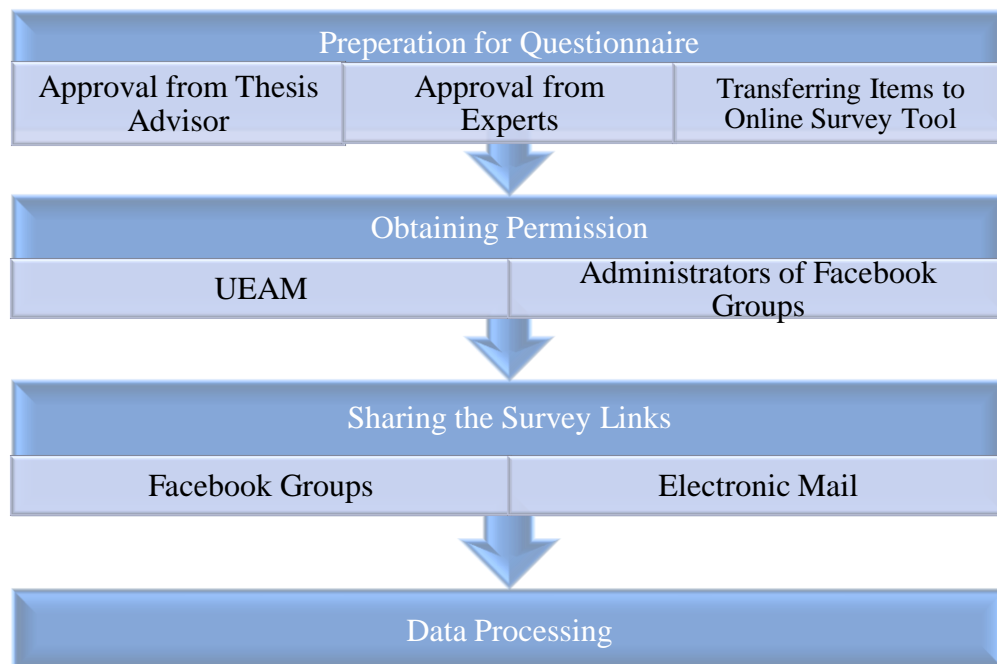 Preperation for Questionnaire
Approval from Thesis
Advisor
Approval from
Experts
Transferring Items to
Online Survey Tool
Obtaining Permission
UEAM
Administrators of Facebook
Groups
Sharing the Survey Links
Facebook Groups
Electronic Mail
Data Processing